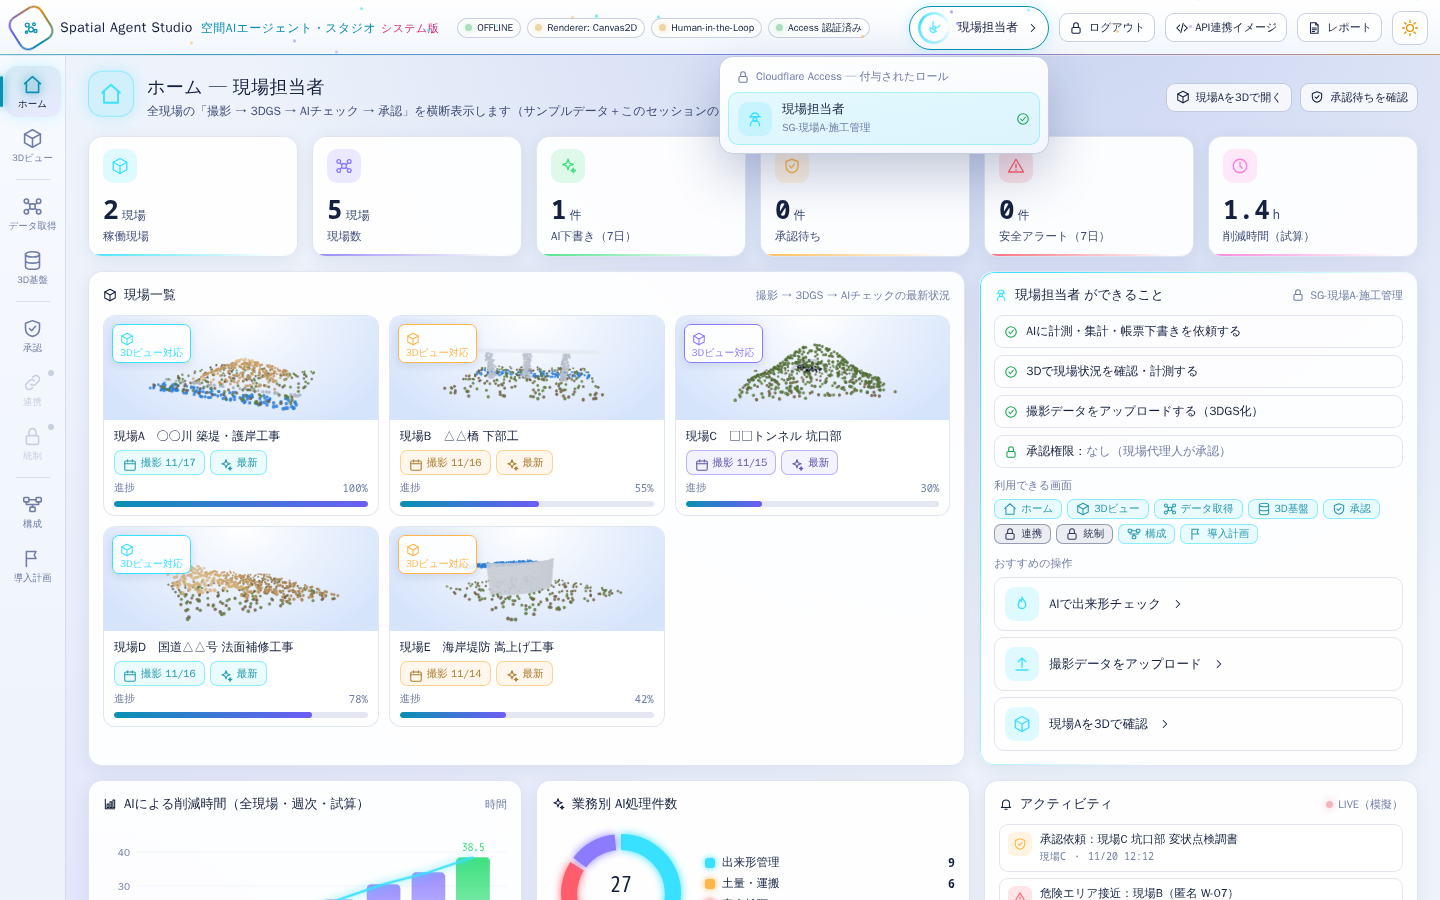 Spatial Agent Studio 空間AIエージェント・スタジオ システム版
OFFLINE
Renderer: Canvas2D
Human-in-the-Loop
Access 認証済み
現場担当者
ログアウト
API連携イメージ
レポート
Cloudflare Access — 付与されたロール
現場担当者
SG-現場A-施工管理
ホーム
3Dビュー
データ取得
3D基盤
承認
連携
統制
構成
導入計画
ホーム — 現場担当者
全現場の「撮影 → 3DGS → AIチェック → 承認」を横断表示します（サンプルデータ＋このセッションの
現場Aを3Dで開く
承認待ちを確認
2 現場
稼働現場
5 現場
現場数
1 件
AI下書き（7日）
0 件
承認待ち
0 件
安全アラート（7日）
1.4 h
削減時間（試算）
現場一覧
撮影 → 3DGS → AIチェックの最新状況
3Dビュー対応
現場A　〇〇川 築堤・護岸工事
撮影 11/17
最新
進捗 100%
3Dビュー対応
現場B　△△橋 下部工
撮影 11/16
最新
進捗 55%
3Dビュー対応
現場C　□□トンネル 坑口部
撮影 11/15
最新
進捗 30%
3Dビュー対応
現場D　国道△△号 法面補修工事
撮影 11/16
最新
進捗 78%
3Dビュー対応
現場E　海岸堤防 嵩上げ工事
撮影 11/14
最新
進捗 42%
現場担当者 ができること
SG-現場A-施工管理
AIに計測・集計・帳票下書きを依頼する
3Dで現場状況を確認・計測する
撮影データをアップロードする（3DGS化）
承認権限：なし（現場代理人が承認）
利用できる画面
ホーム
3Dビュー
データ取得
3D基盤
承認
連携
統制
構成
導入計画
おすすめの操作
AIで出来形チェック
撮影データをアップロード
現場Aを3Dで確認
AIによる削減時間（全現場・週次・試算）
時間
40
30
38.5
業務別 AI処理件数
27
出来形管理 9
土量・運搬 6
アクティビティ
LIVE（模擬）
承認依頼：現場C 坑口部 変状点検調書
現場C ・ 11/20 12:12
危険エリア接近：現場B（匿名 W-07）